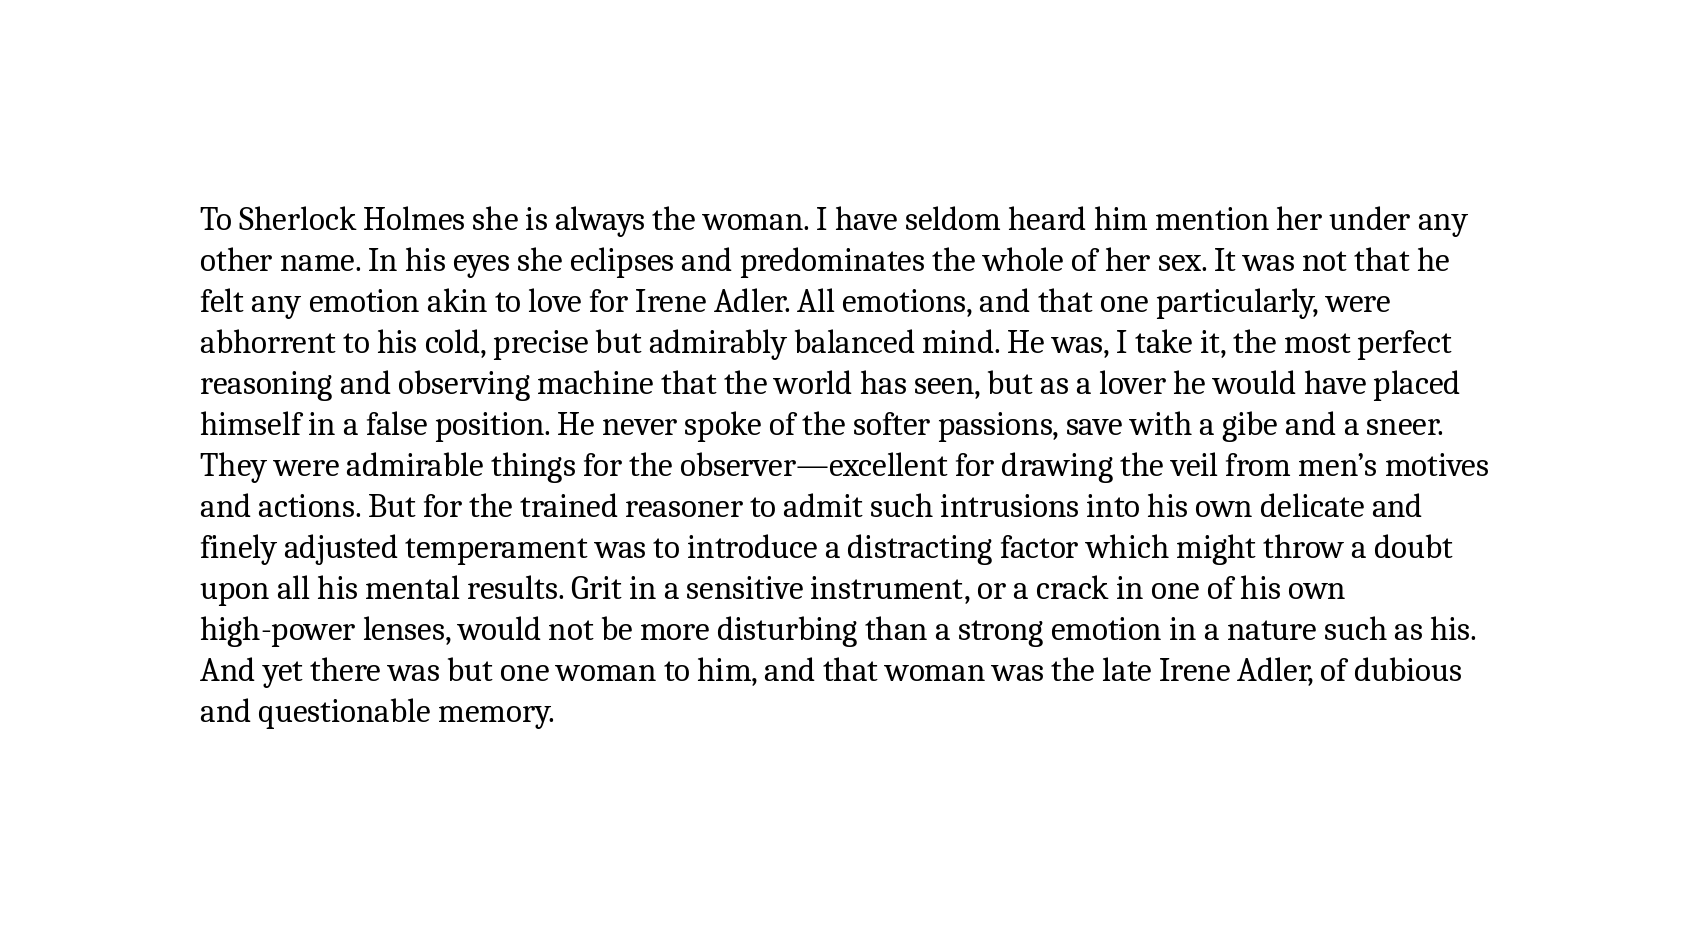 To Sherlock Holmes she is always the woman. I have seldom heard him mention her under any
other name. In his eyes she eclipses and predominates the whole of her sex. It was not that he
felt any emotion akin to love for Irene Adler. All emotions, and that one particularly, were
abhorrent to his cold, precise but admirably balanced mind. He was, I take it, the most perfect
reasoning and observing machine that the world has seen, but as a lover he would have placed
himself in a false position. He never spoke of the softer passions, save with a gibe and a sneer.
They were admirable things for the observer—excellent for drawing the veil from men’s motives
and actions. But for the trained reasoner to admit such intrusions into his own delicate and
finely adjusted temperament was to introduce a distracting factor which might throw a doubt
upon all his mental results. Grit in a sensitive instrument, or a crack in one of his own
high-power lenses, would not be more disturbing than a strong emotion in a nature such as his.
And yet there was but one woman to him, and that woman was the late Irene Adler, of dubious
and questionable memory.